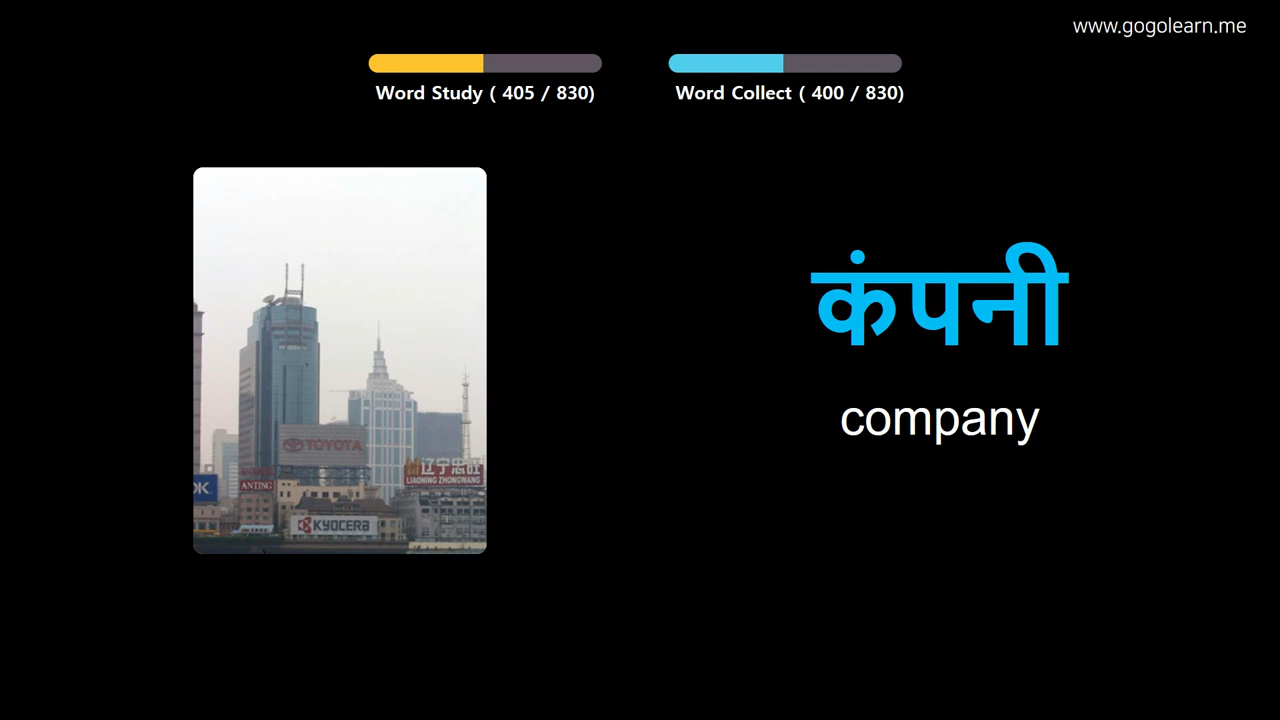 www.gogolearn.me
Word Study ( 405 / 830)
Word Collect ( 400 / 830)
कंपनी
company
TOYOTA
辽宁忠旺
LIAONING ZHONGWANG
OK
ANTING
KYOCERA